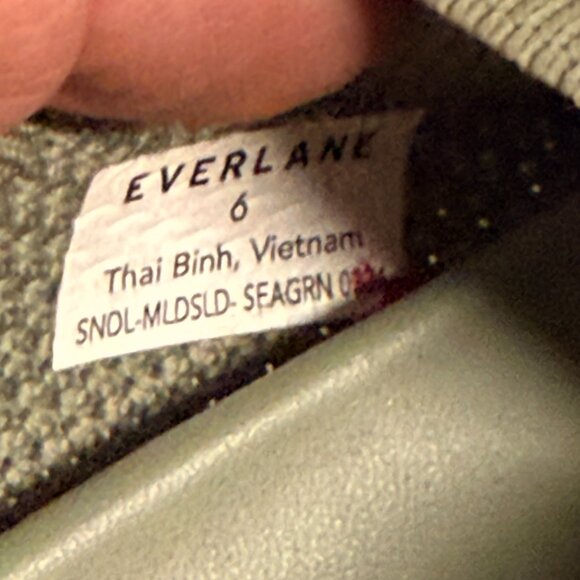 EVERLANE
6
Thai Binh, Vietnam
SNDL-MLDSLD- SEAGRN